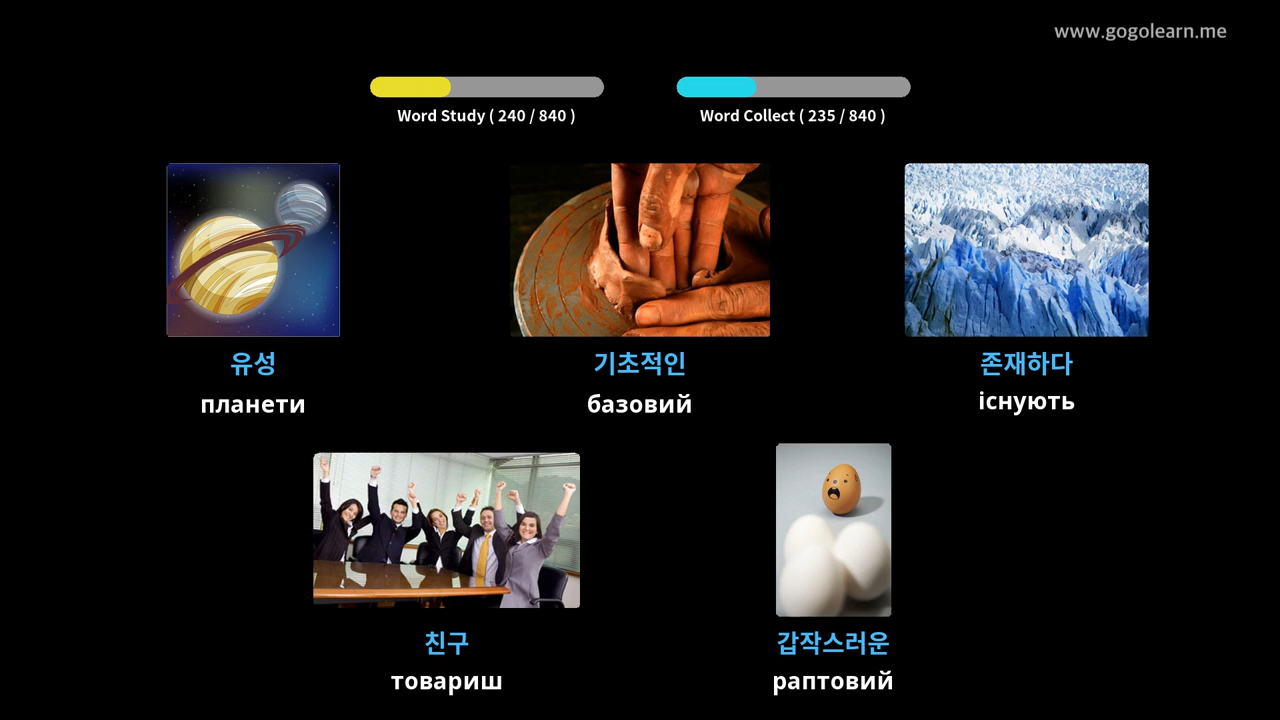 www.gogolearn.me
Word Study ( 240 / 840 )
Word Collect ( 235 / 840 )
유성
기초적인
존재하다
планети
базовий
існують
친구
갑작스러운
товариш
раптовий